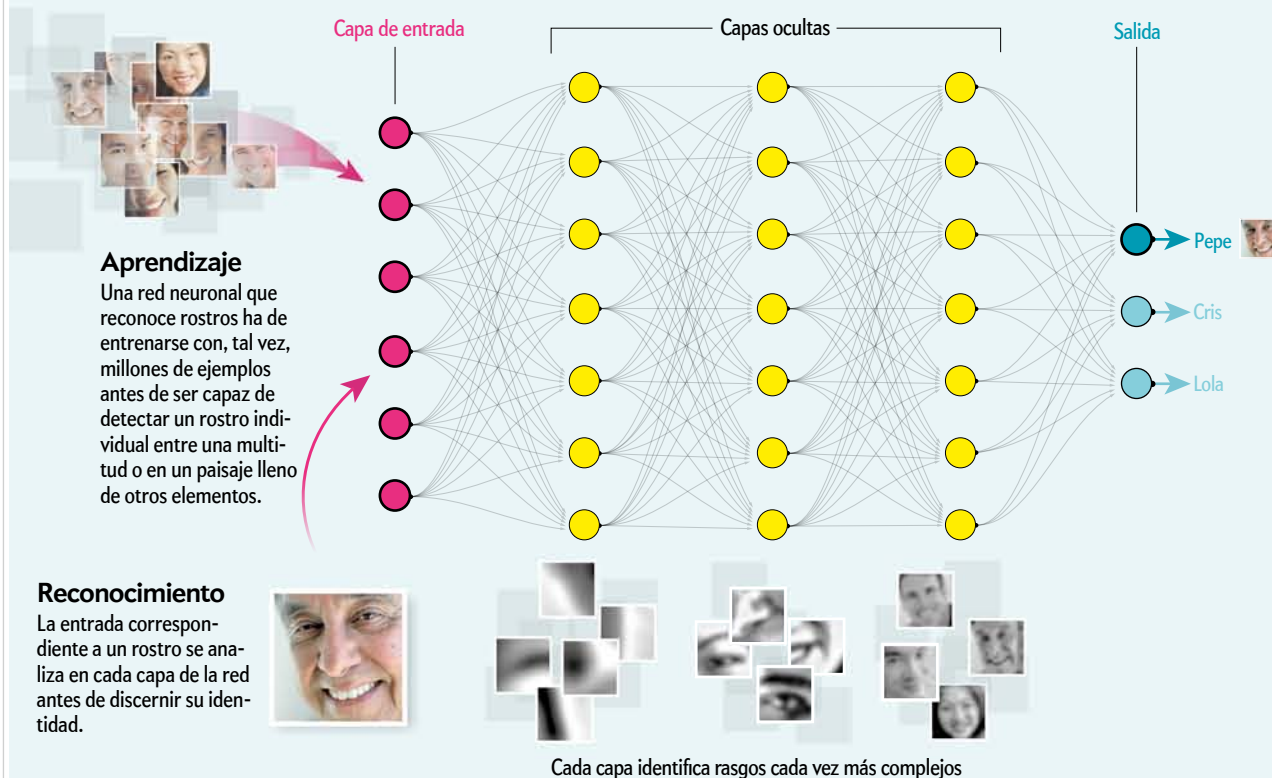 Capa de entrada
Capas ocultas
Salida
Aprendizaje
Una red neuronal que
reconoce rostros ha de
entrenarse con, tal vez,
millones de ejemplos
antes de ser capaz de
detectar un rostro indi-
vidual entre una multi-
tud o en un paisaje lleno
de otros elementos.
Pepe
Cris
Lola
Reconocimiento
La entrada correspon-
diente a un rostro se ana-
liza en cada capa de la red
antes de discernir su iden-
tidad.
Cada capa identifica rasgos cada vez más complejos